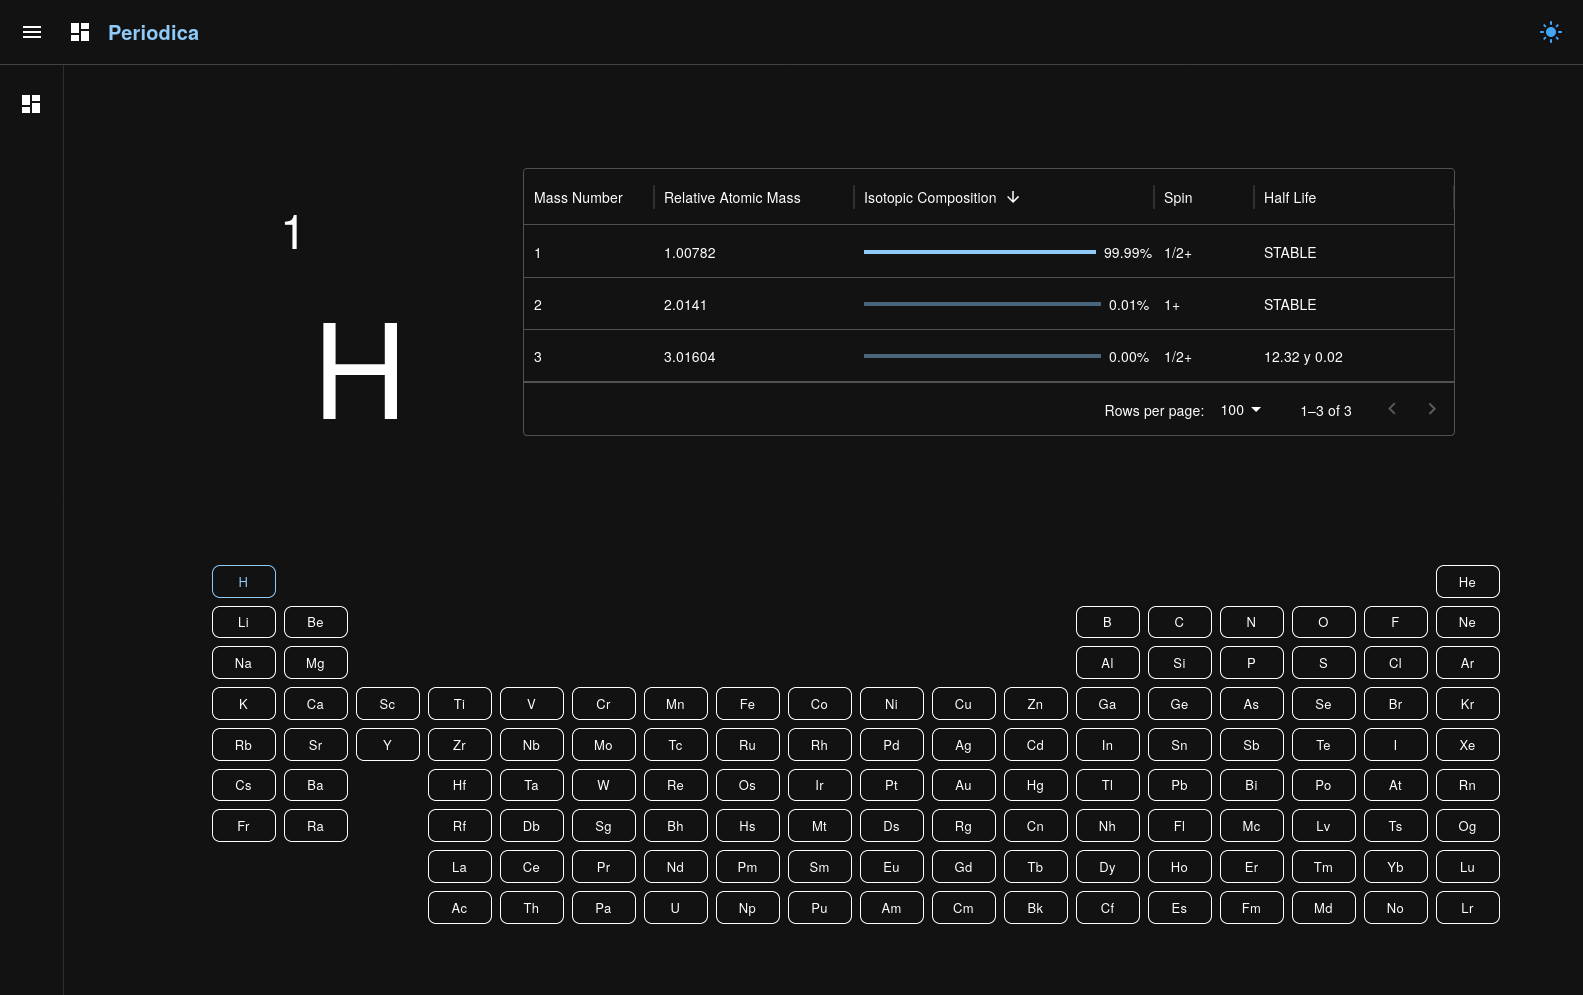 Periodica
1
H
Mass Number Relative Atomic Mass Isotopic Composition Spin Half Life
1 1.00782 99.99% 1/2+ STABLE
2 2.0141 0.01% 1+ STABLE
3 3.01604 0.00% 1/2+ 12.32 y 0.02
Rows per page: 100 1–3 of 3
H He
Li Be B C N O F Ne
Na Mg Al Si P S Cl Ar
K Ca Sc Ti V Cr Mn Fe Co Ni Cu Zn Ga Ge As Se Br Kr
Rb Sr Y Zr Nb Mo Tc Ru Rh Pd Ag Cd In Sn Sb Te I Xe
Cs Ba Hf Ta W Re Os Ir Pt Au Hg Tl Pb Bi Po At Rn
Fr Ra Rf Db Sg Bh Hs Mt Ds Rg Cn Nh Fl Mc Lv Ts Og
La Ce Pr Nd Pm Sm Eu Gd Tb Dy Ho Er Tm Yb Lu
Ac Th Pa U Np Pu Am Cm Bk Cf Es Fm Md No Lr